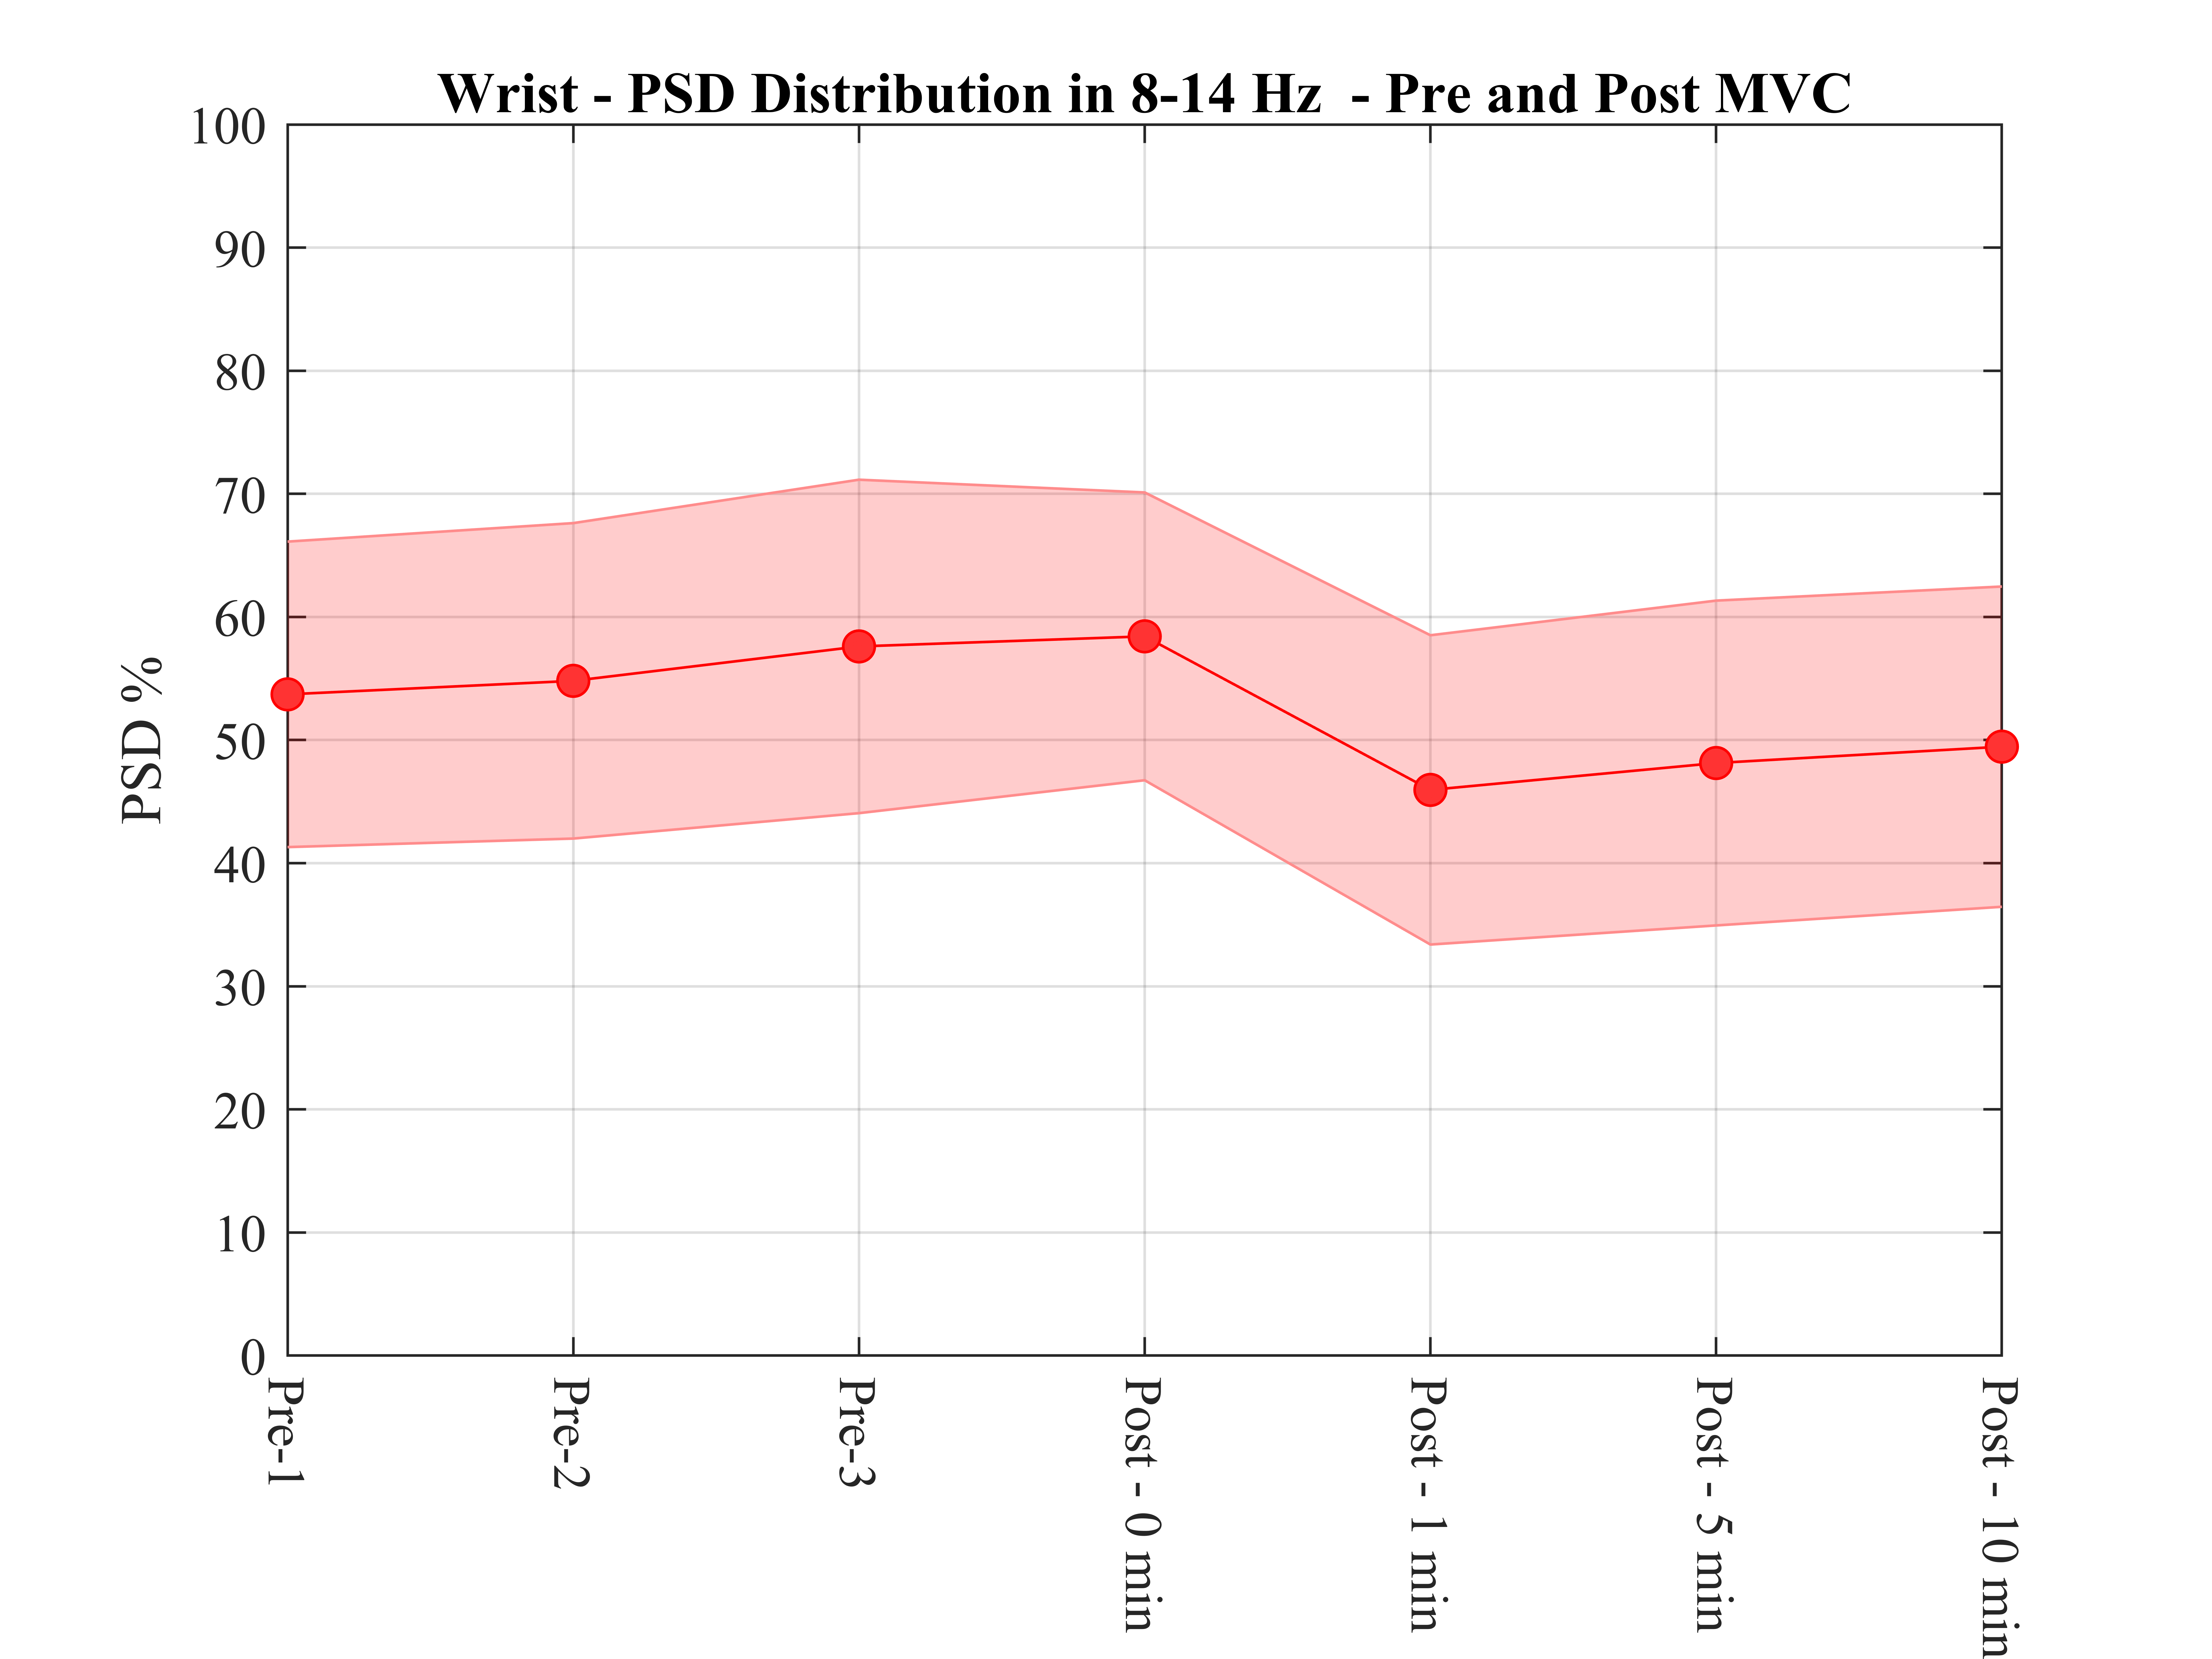 Wrist - PSD Distribution in 8-14 Hz  - Pre and Post MVC
PSD %
100
90
80
70
60
50
40
30
20
10
0
Pre-1
Pre-2
Pre-3
Post - 0 min
Post - 1 min
Post - 5 min
Post - 10 min